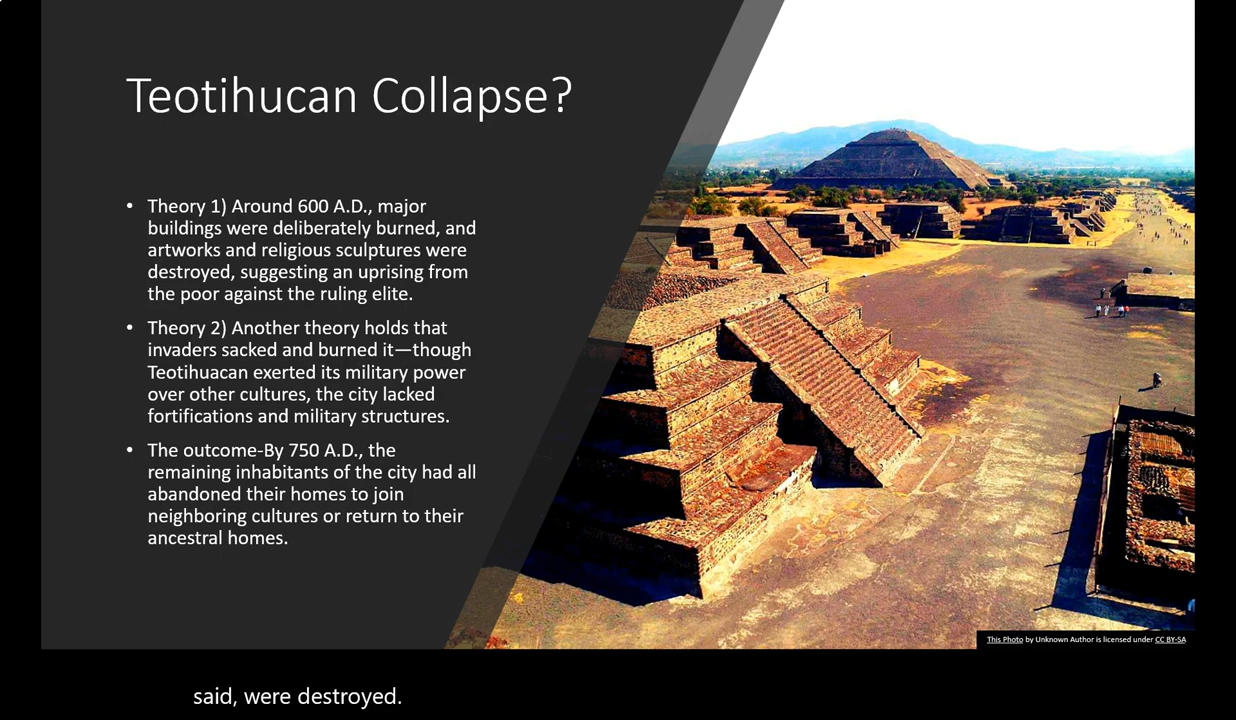 Teotihucan Collapse?
• Theory 1) Around 600 A.D., major
buildings were deliberately burned, and
artworks and religious sculptures were
destroyed, suggesting an uprising from
the poor against the ruling elite.
• Theory 2) Another theory holds that
invaders sacked and burned it—though
Teotihuacan exerted its military power
over other cultures, the city lacked
fortifications and military structures.
• The outcome-By 750 A.D., the
remaining inhabitants of the city had all
abandoned their homes to join
neighboring cultures or return to their
ancestral homes.
This Photo by Unknown Author is licensed under CC BY-SA
said, were destroyed.